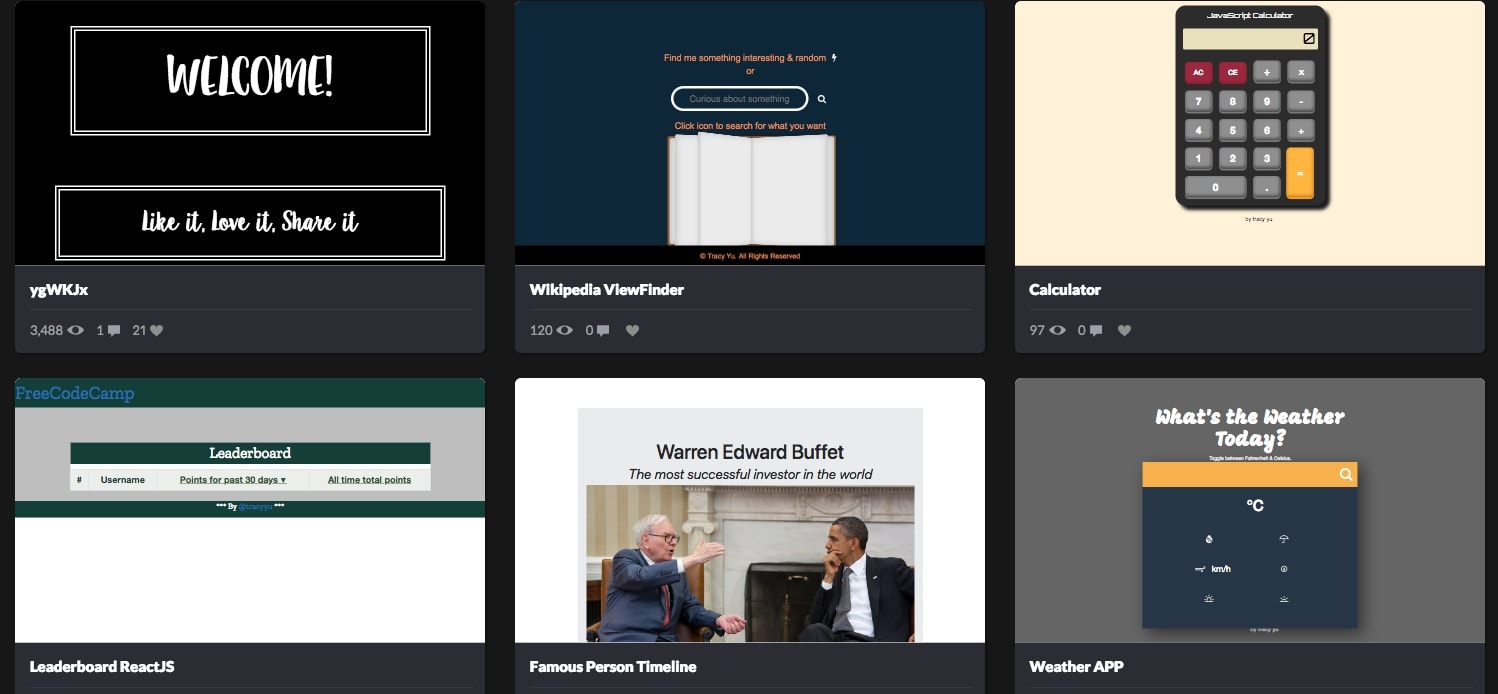 WELCOME!
Like it, Love it, Share it
ygWKJx
3,488 1 21
Find me something interesting & random
or
Curious about something
Click icon to search for what you want
© Tracy Yu. All Rights Reserved
Wikipedia ViewFinder
120 0
JavaScript Calculator
0
AC CE + x
7 8 9 -
4 5 6 ÷
1 2 3
=
0 .
by tracy yu
Calculator
97 0
FreeCodeCamp
Leaderboard
# Username Points for past 30 days ▾ All time total points
*** By @tracyyu ***
Leaderboard ReactJS
Warren Edward Buffet
The most successful investor in the world
Famous Person Timeline
What's the Weather
Today?
Toggle between Fahrenheit & Celsius.
°C
km/h
by tracy yu
Weather APP